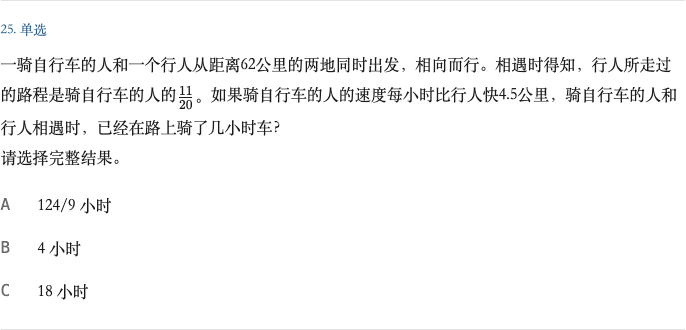 25. 单选
一骑自行车的人和一个行人从距离62公里的两地同时出发，相向而行。相遇时得知，行人所走过
的路程是骑自行车的人的11/20。如果骑自行车的人的速度每小时比行人快4.5公里，骑自行车的人和
行人相遇时，已经在路上骑了几小时车？
请选择完整结果。
A 124/9 小时
B 4 小时
C 18 小时